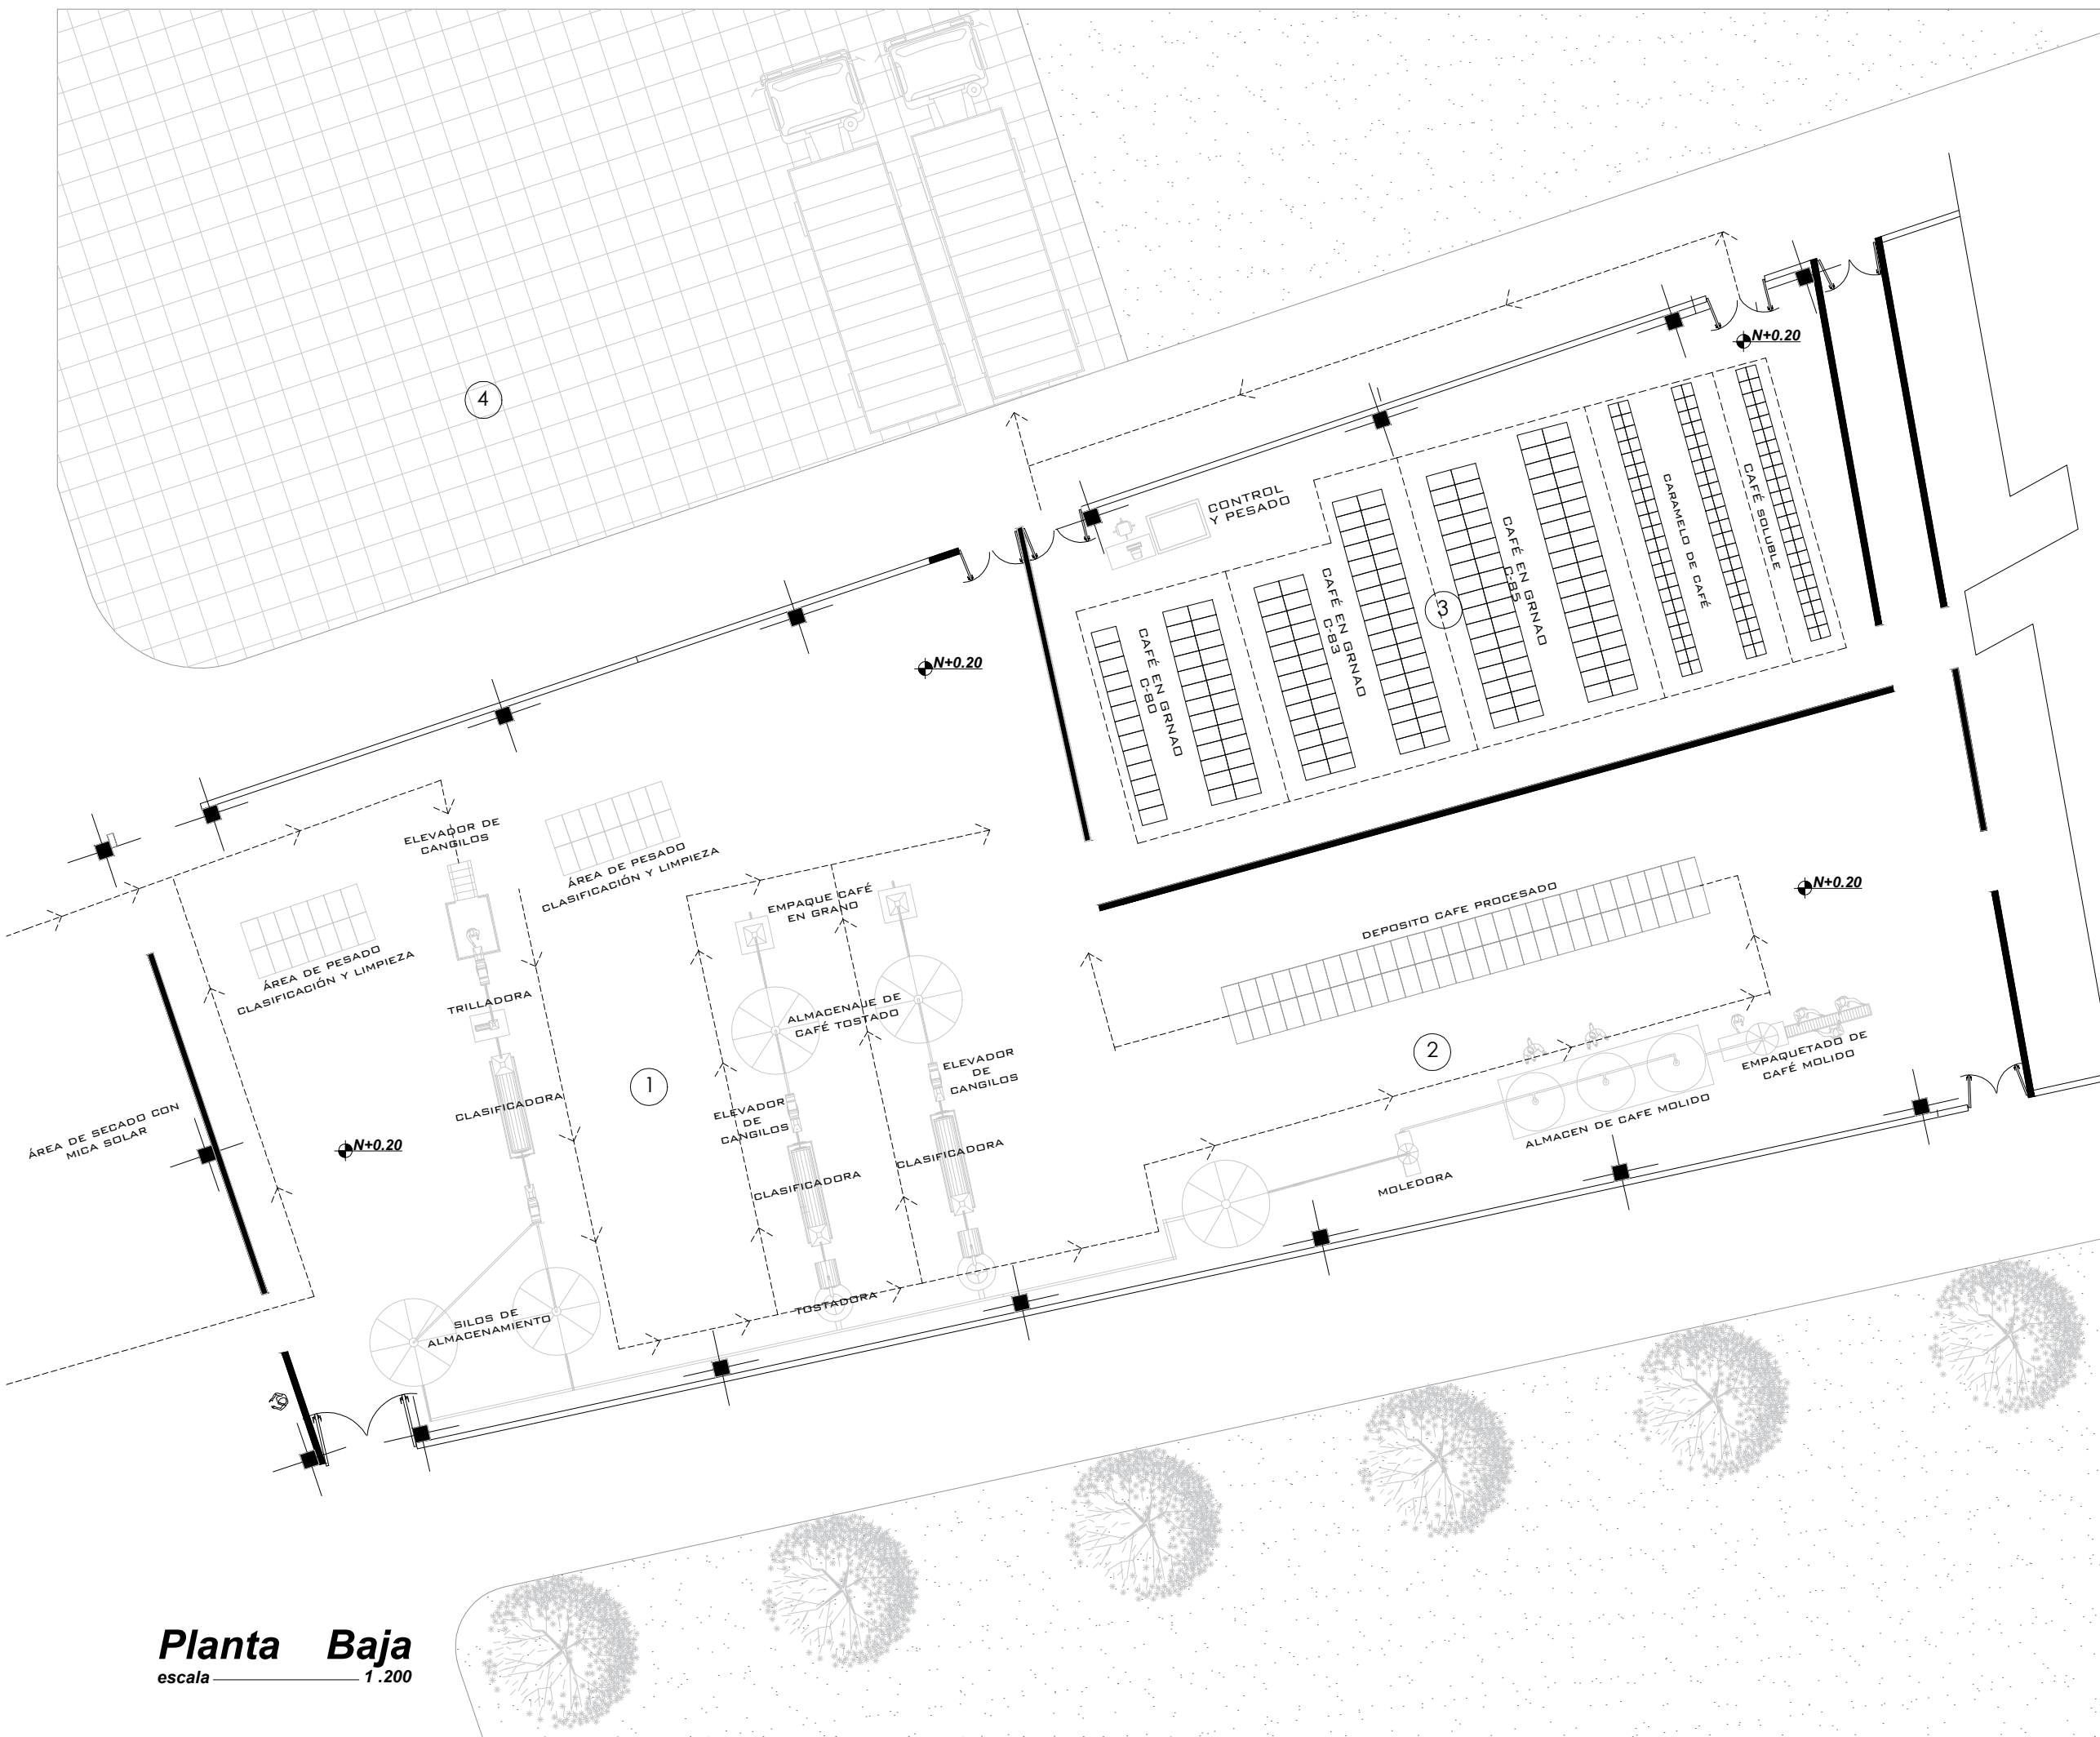 4
N+0.20
CONTROL
Y PESADO
CAFÉ EN GRNAO
C-80
CAFÉ EN GRNAO
C-83
3
CAFÉ EN GRNAO
C-85
CARAMELO DE CAFÉ
CAFÉ SOLUBLE
N+0.20
ELEVADOR DE
CANGILOS
ÁREA DE PESADO
CLASIFICACIÓN Y LIMPIEZA
ÁREA DE PESADO
CLASIFICACIÓN Y LIMPIEZA
EMPAQUE CAFÉ
EN GRANO
DEPOSITO CAFE PROCESADO
N+0.20
TRILLADORA
ALMACENAJE DE
CAFÉ TOSTADO
1
2
ELEVADOR
DE
CANGILOS
CLASIFICADORA
ELEVADOR
DE
CANGILOS
EMPAQUETADO DE
CAFÉ MOLIDO
ALMACEN DE CAFE MOLIDO
ÁREA DE SECADO CON
MICA SOLAR
N+0.20
CLASIFICADORA
CLASIFICADORA
MOLEDORA
SILOS DE
ALMACENAMIENTO
TOSTADORA
Planta Baja
escala 1 .200